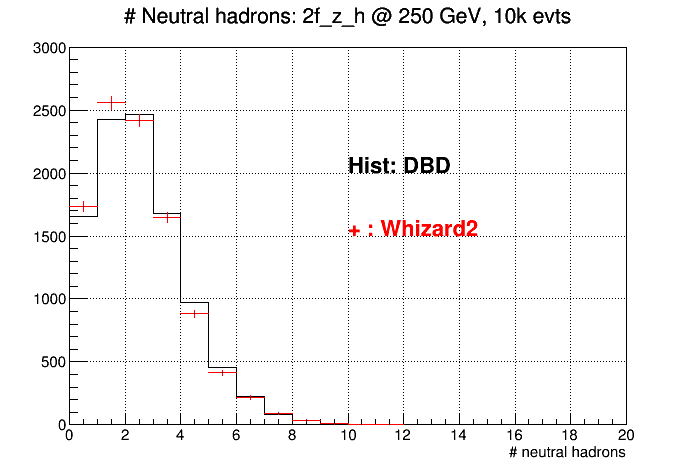 # Neutral hadrons: 2f_z_h @ 250 GeV, 10k evts
3000
2500
2000
1500
1000
500
0
Hist: DBD
+ : Whizard2
0 2 4 6 8 10 12 14 16 18 20
# neutral hadrons